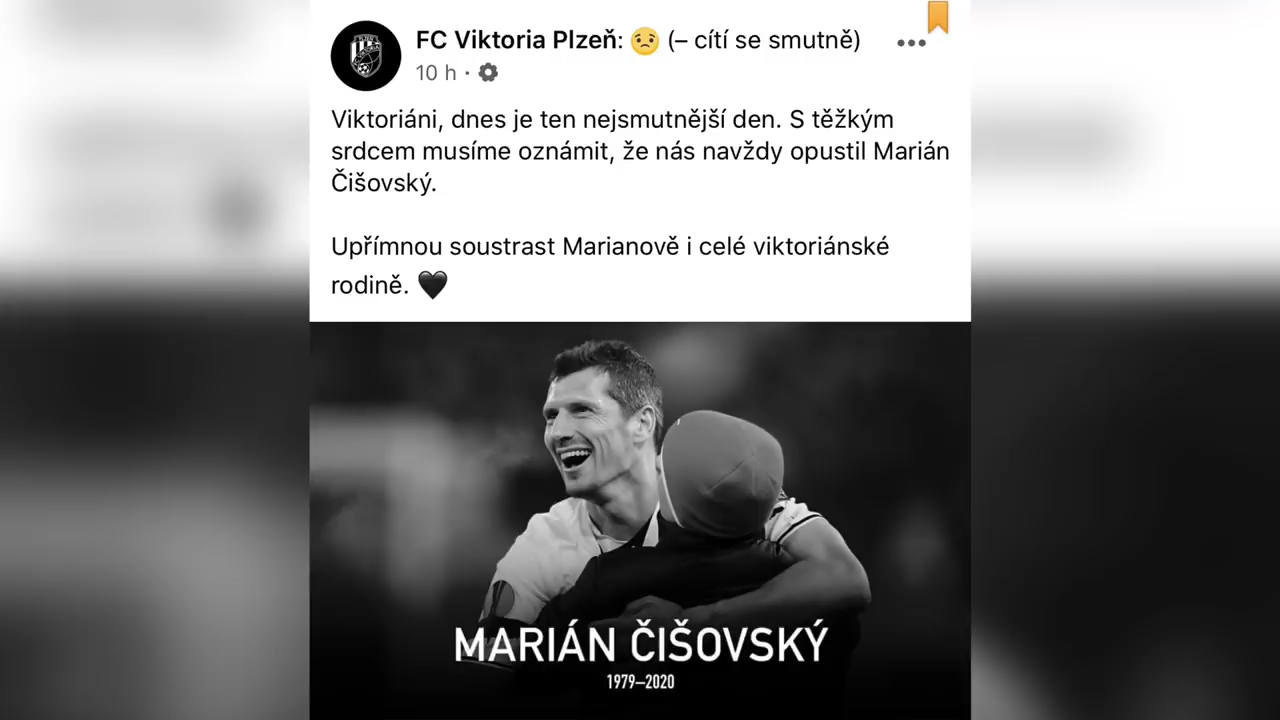 FC Viktoria Plzeň: 😟 (– cítí se smutně)
10 h ·
Viktoriáni, dnes je ten nejsmutnější den. S těžkým
srdcem musíme oznámit, že nás navždy opustil Marián
Čišovský.
Upřímnou soustrast Marianově i celé viktoriánské
rodině. 🖤
MARIÁN ČIŠOVSKÝ
1979–2020